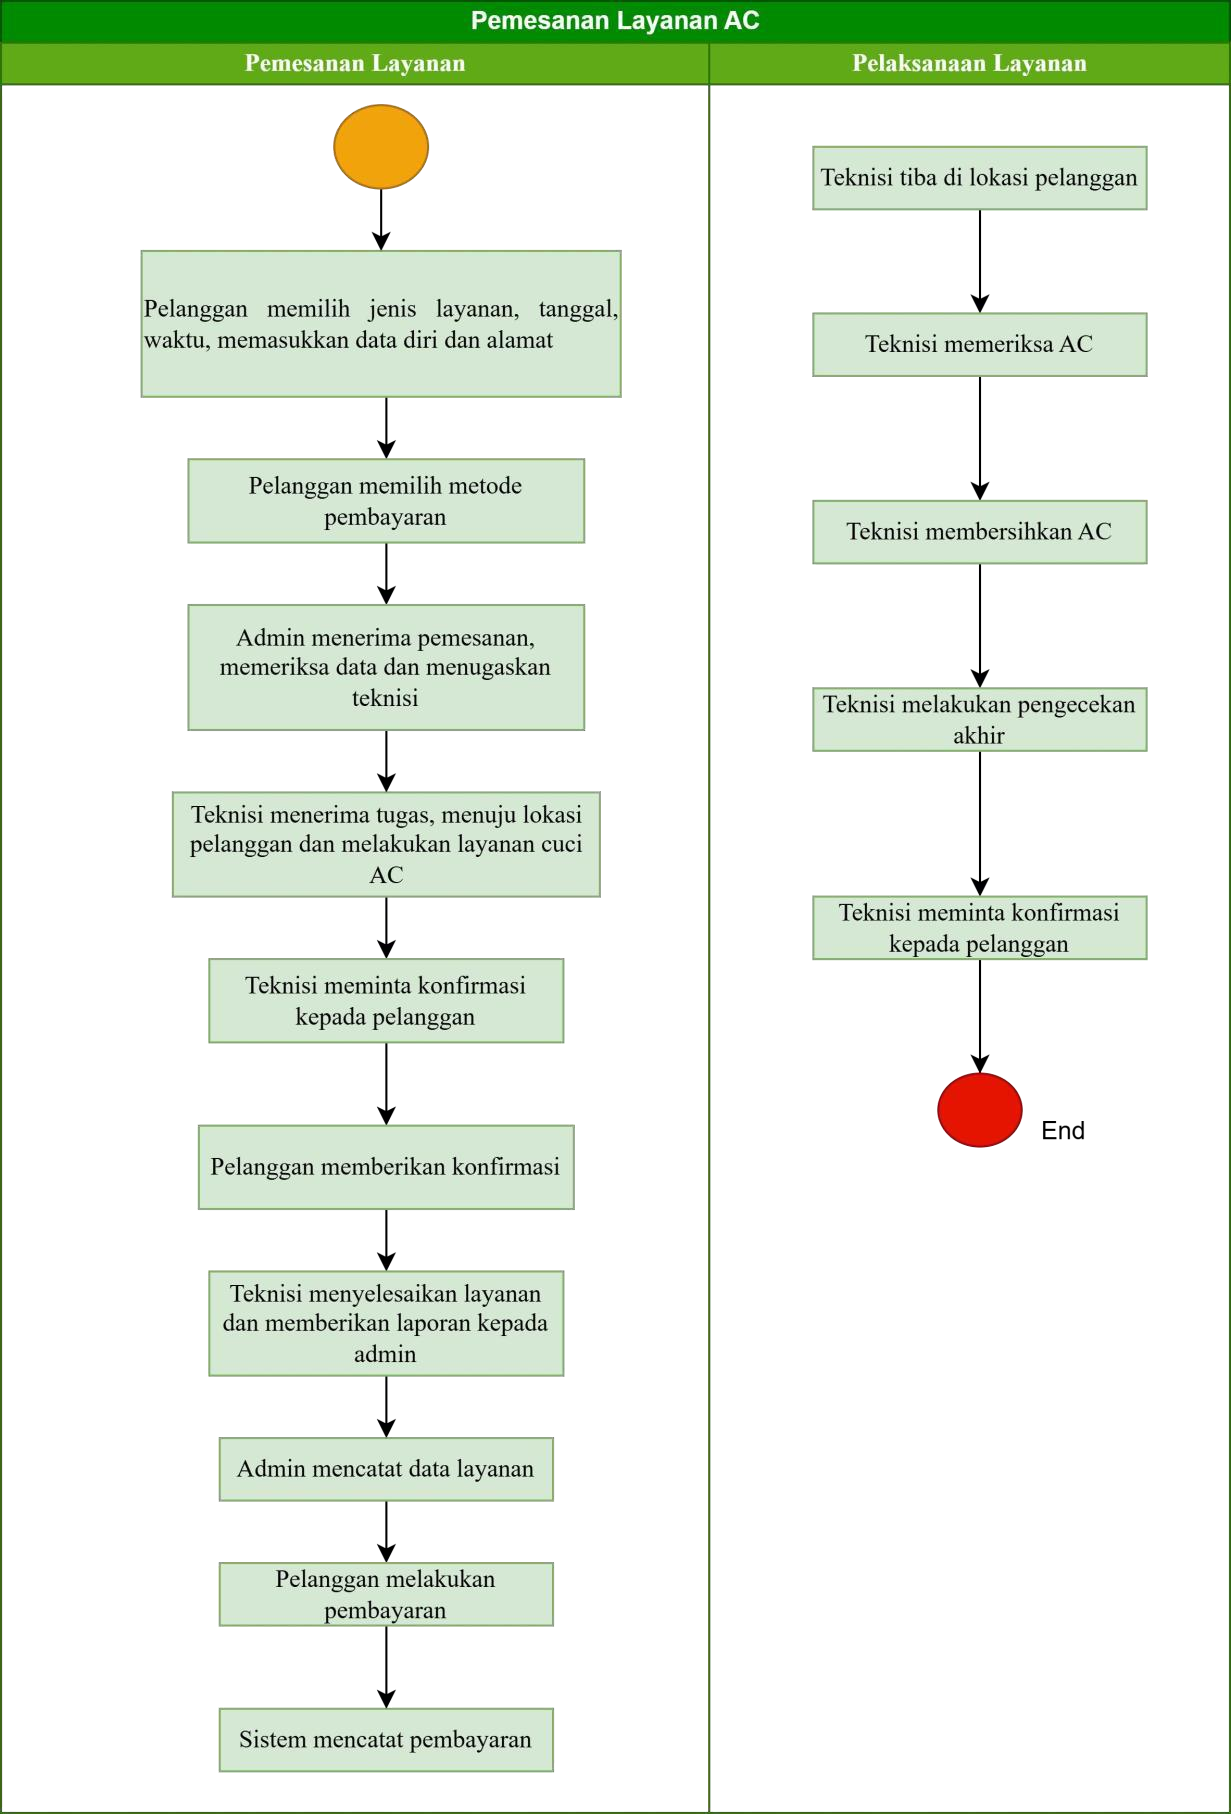 Pemesanan Layanan AC
Pemesanan Layanan
Pelaksanaan Layanan
Pelanggan memilih jenis layanan, tanggal,
waktu, memasukkan data diri dan alamat
Pelanggan memilih metode
pembayaran
Admin menerima pemesanan,
memeriksa data dan menugaskan
teknisi
Teknisi menerima tugas, menuju lokasi
pelanggan dan melakukan layanan cuci
AC
Teknisi meminta konfirmasi
kepada pelanggan
Pelanggan memberikan konfirmasi
Teknisi menyelesaikan layanan
dan memberikan laporan kepada
admin
Admin mencatat data layanan
Pelanggan melakukan
pembayaran
Sistem mencatat pembayaran
Teknisi tiba di lokasi pelanggan
Teknisi memeriksa AC
Teknisi membersihkan AC
Teknisi melakukan pengecekan
akhir
Teknisi meminta konfirmasi
kepada pelanggan
End